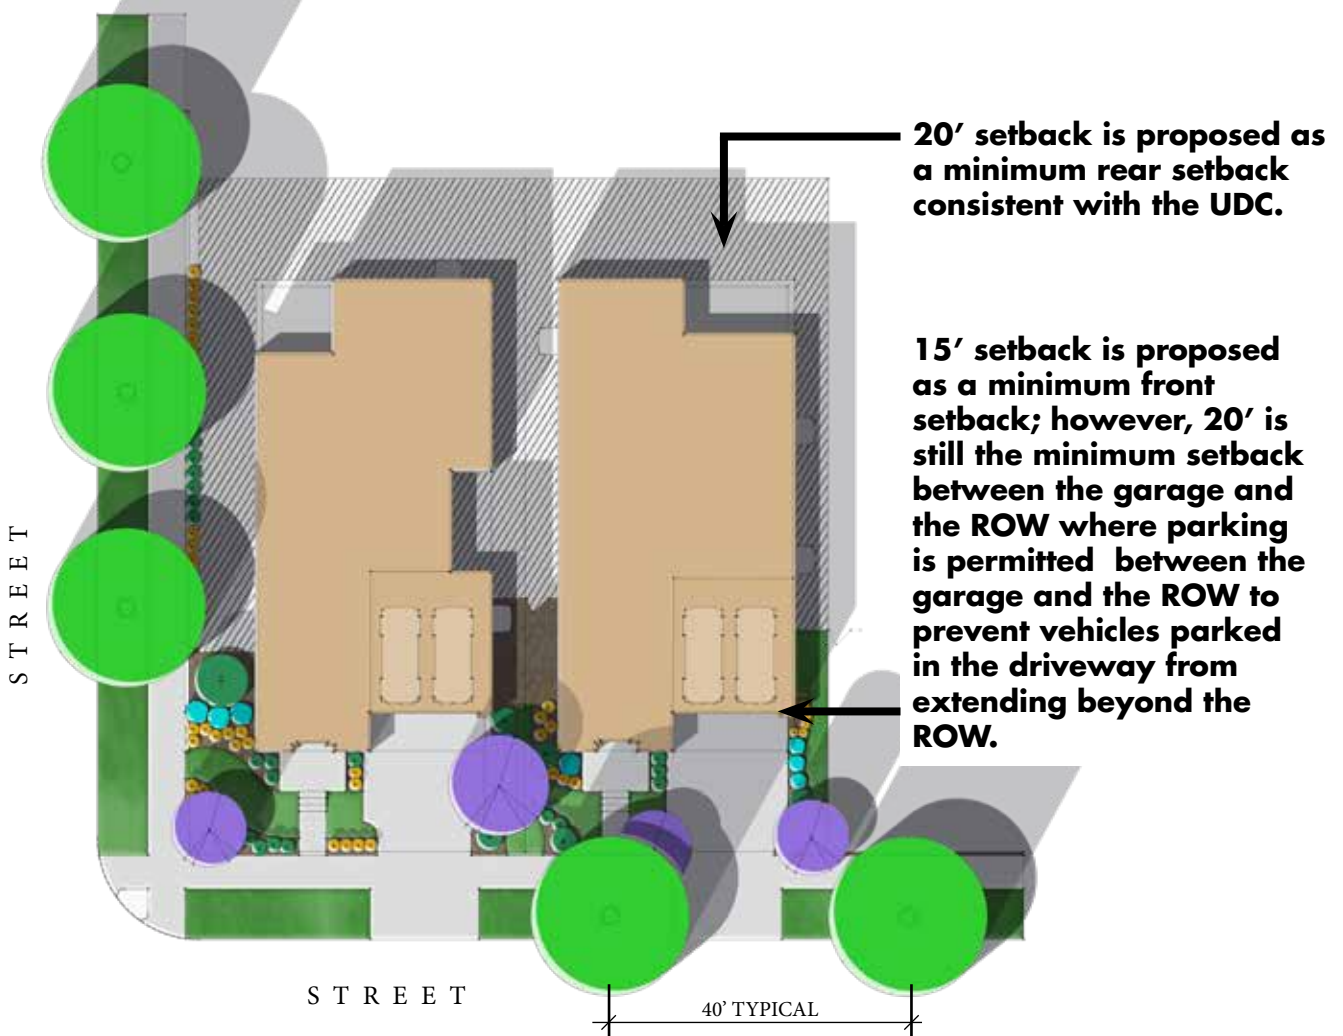 20′ setback is proposed as
a minimum rear setback
consistent with the UDC.
15′ setback is proposed
as a minimum front
setback; however, 20′ is
still the minimum setback
between the garage and
the ROW where parking
is permitted  between the
garage and the ROW to
prevent vehicles parked
in the driveway from
extending beyond the
ROW.
STREET
STREET
40' TYPICAL